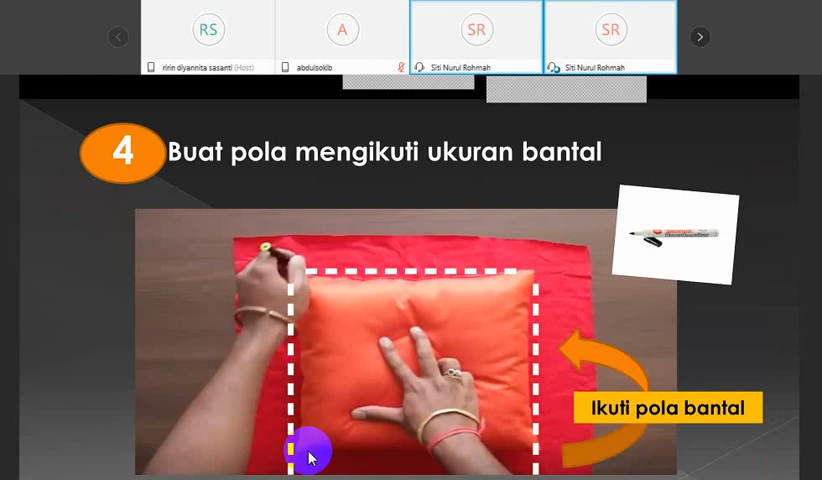 RS
A
SR
SR
ririn diyannita sasanti (Host)
abdulsokib
Siti Nurul Rohmah
Siti Nurul Rohmah
4
Buat pola mengikuti ukuran bantal
Ikuti pola bantal